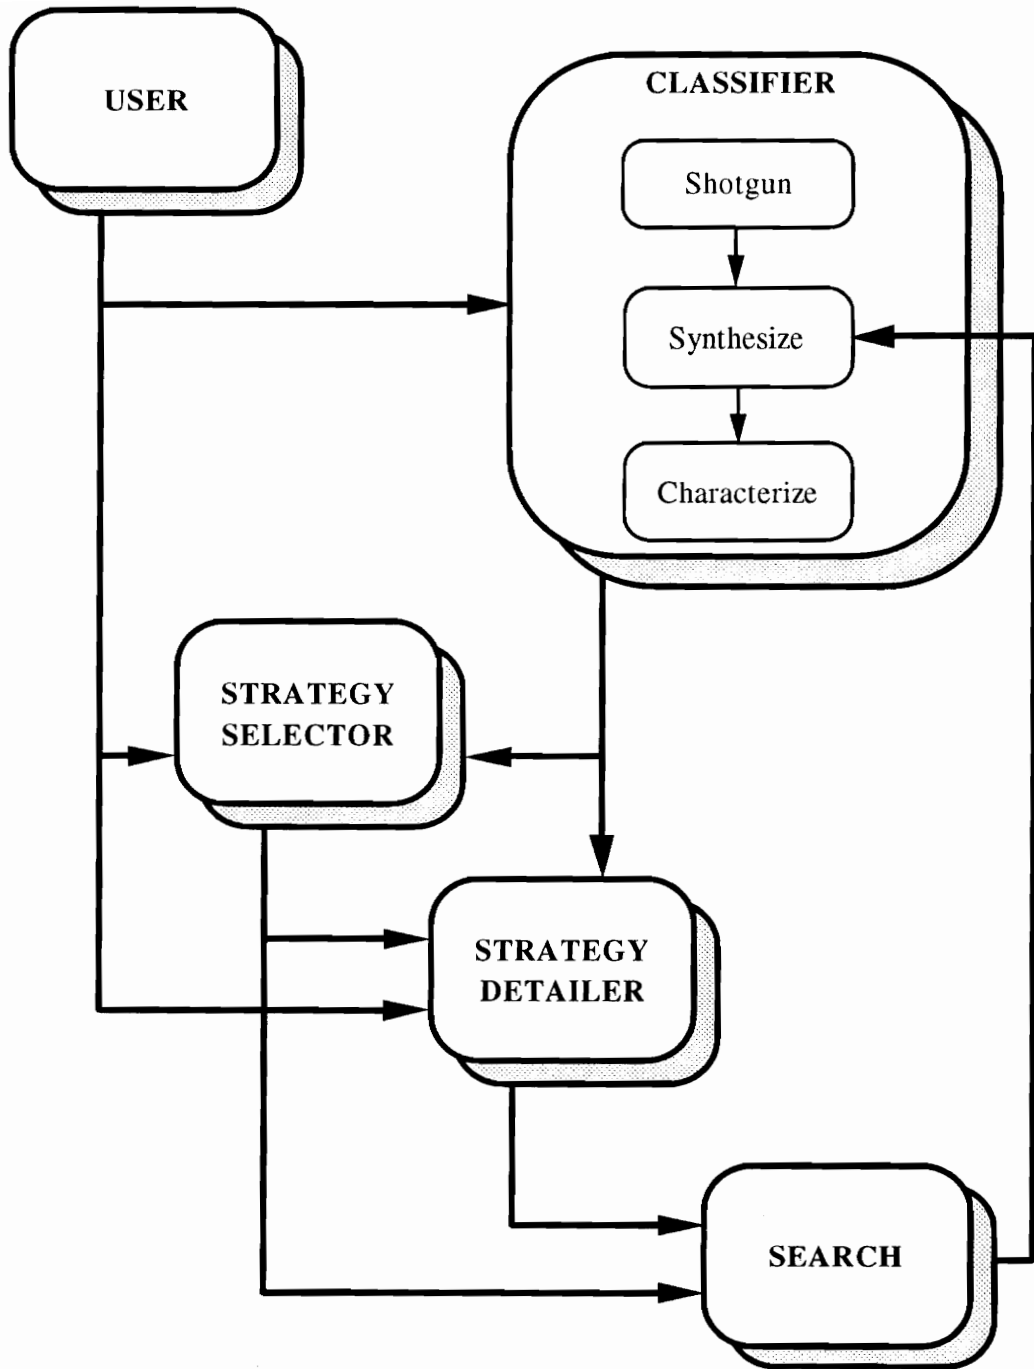 USER
CLASSIFIER
Shotgun
Synthesize
Characterize
STRATEGY
SELECTOR
STRATEGY
DETAILER
SEARCH